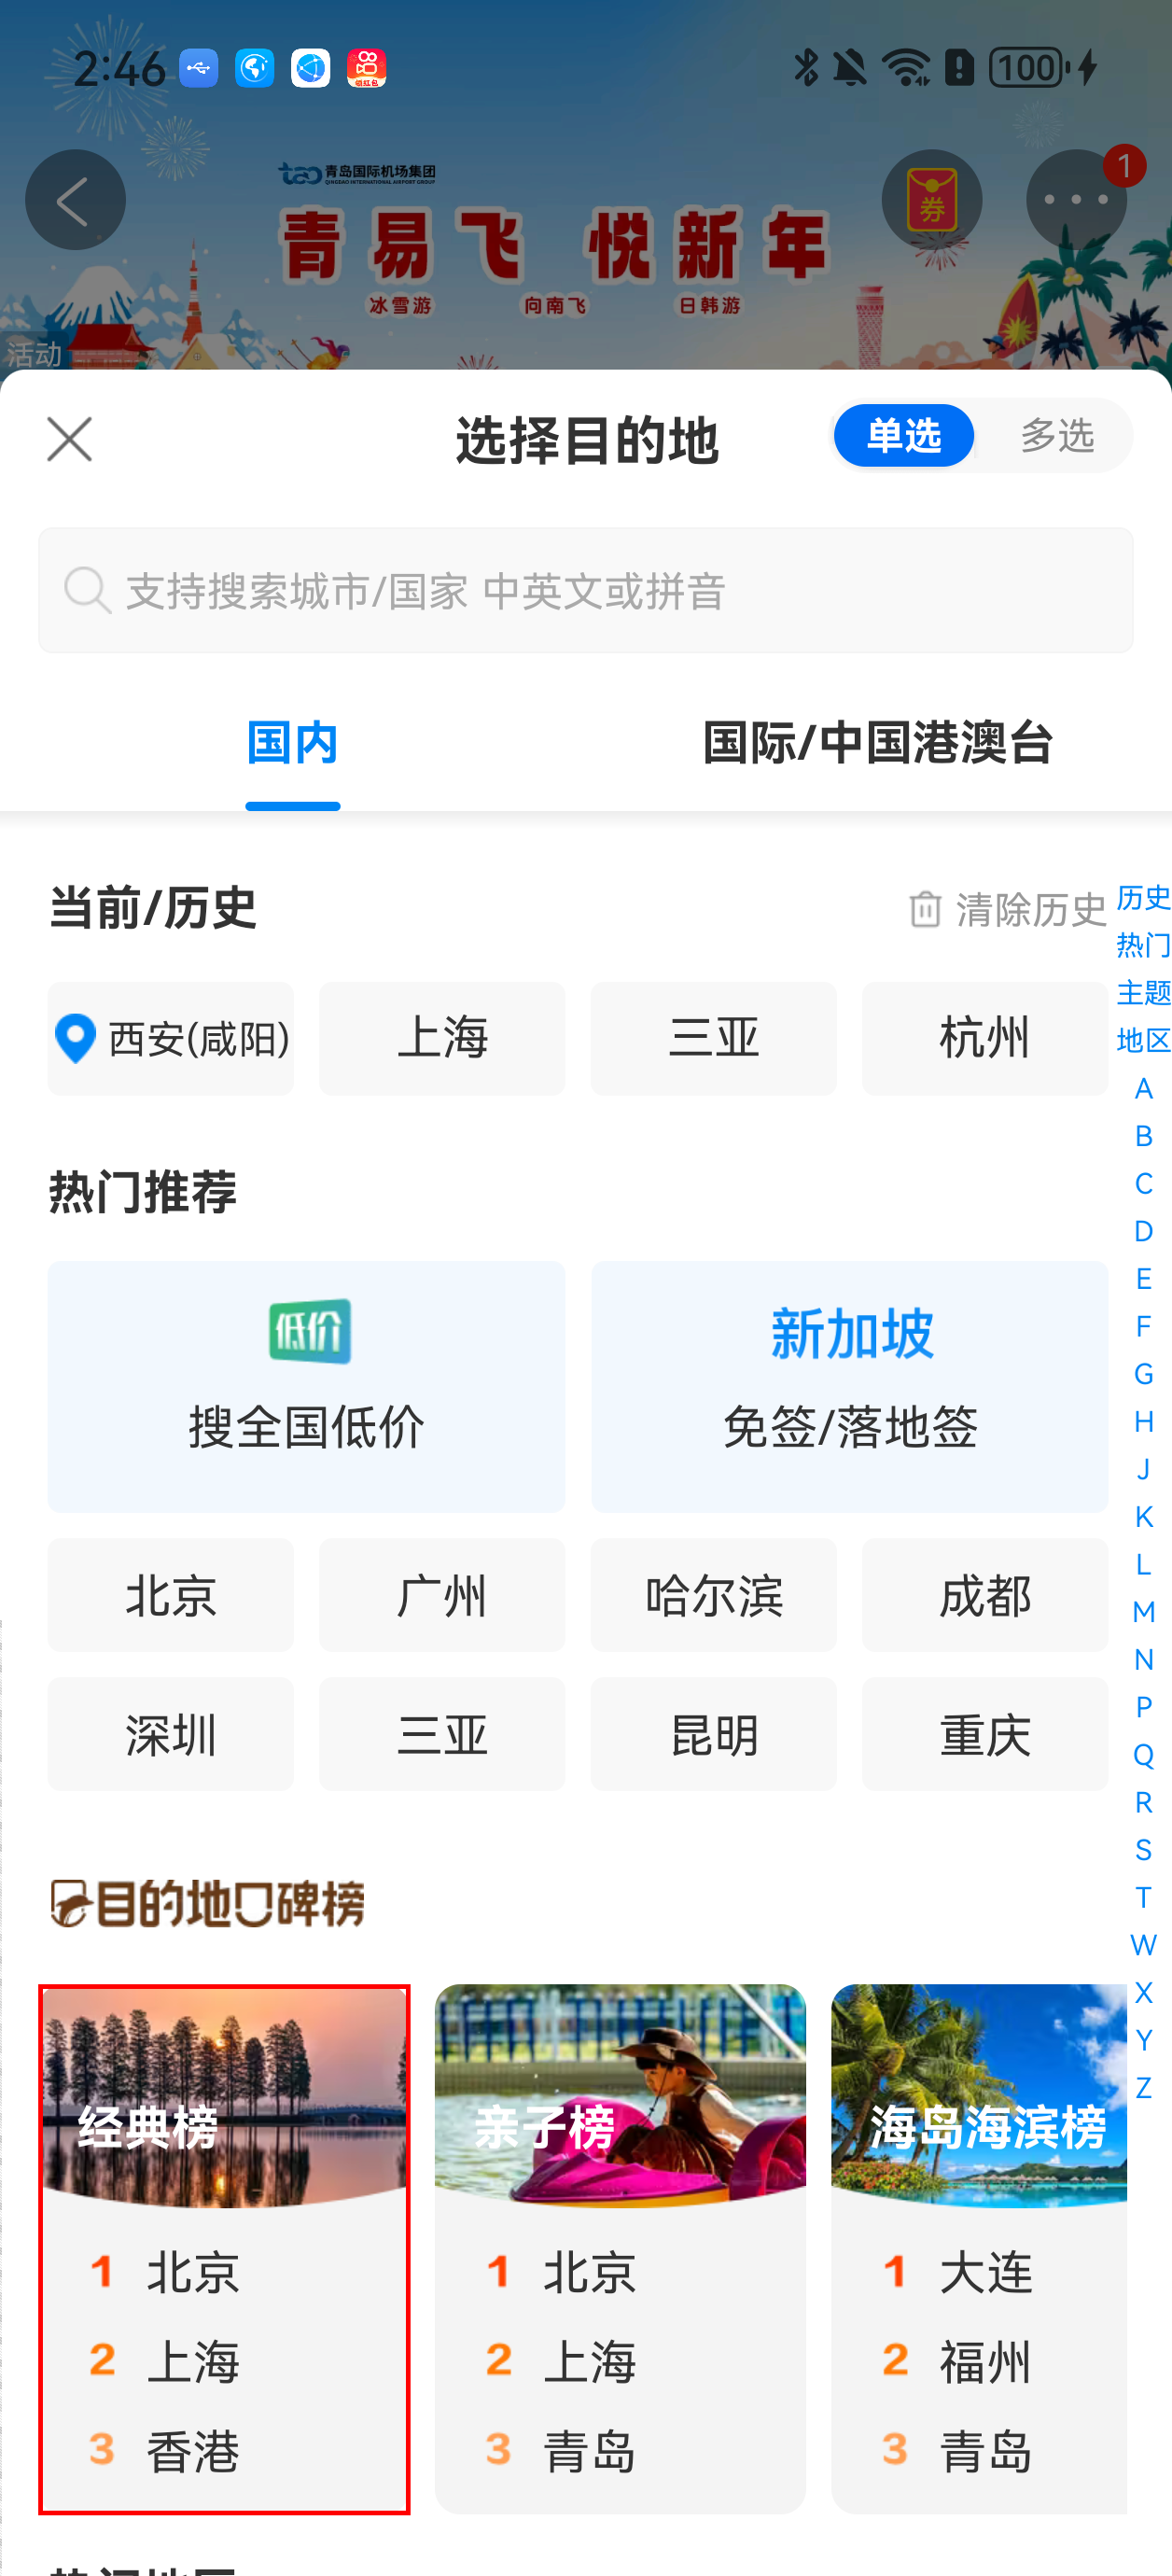 2:46
领红包
100
青岛国际机场集团
QINGDAO INTERNATIONAL AIRPORT GROUP
券
1
青易飞 悦新年
冰雪游 向南飞 日韩游
活动
选择目的地
单选 多选
支持搜索城市/国家 中英文或拼音
国内 国际/中国港澳台
当前/历史 清除历史
西安(咸阳) 上海 三亚 杭州
热门推荐
低价
搜全国低价
新加坡
免签/落地签
北京 广州 哈尔滨 成都
深圳 三亚 昆明 重庆
目的地口碑榜
经典榜
1 北京
2 上海
3 香港
亲子榜
1 北京
2 上海
3 青岛
海岛海滨榜
1 大连
2 福州
3 青岛
热门地区
历史
热门
主题
地区
A
B
C
D
E
F
G
H
J
K
L
M
N
P
Q
R
S
T
W
X
Y
Z